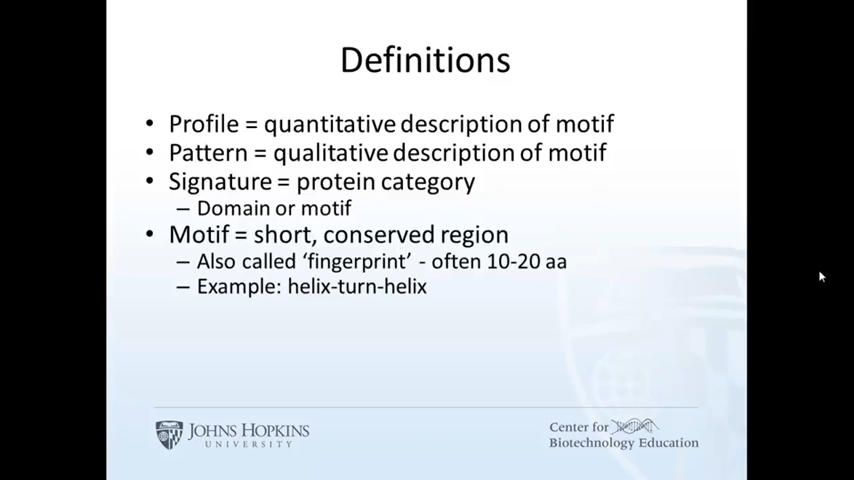 Definitions
• Profile = quantitative description of motif
• Pattern = qualitative description of motif
• Signature = protein category
– Domain or motif
• Motif = short, conserved region
– Also called ‘fingerprint’ - often 10-20 aa
– Example: helix-turn-helix
JOHNS HOPKINS
UNIVERSITY
Center for
Biotechnology Education